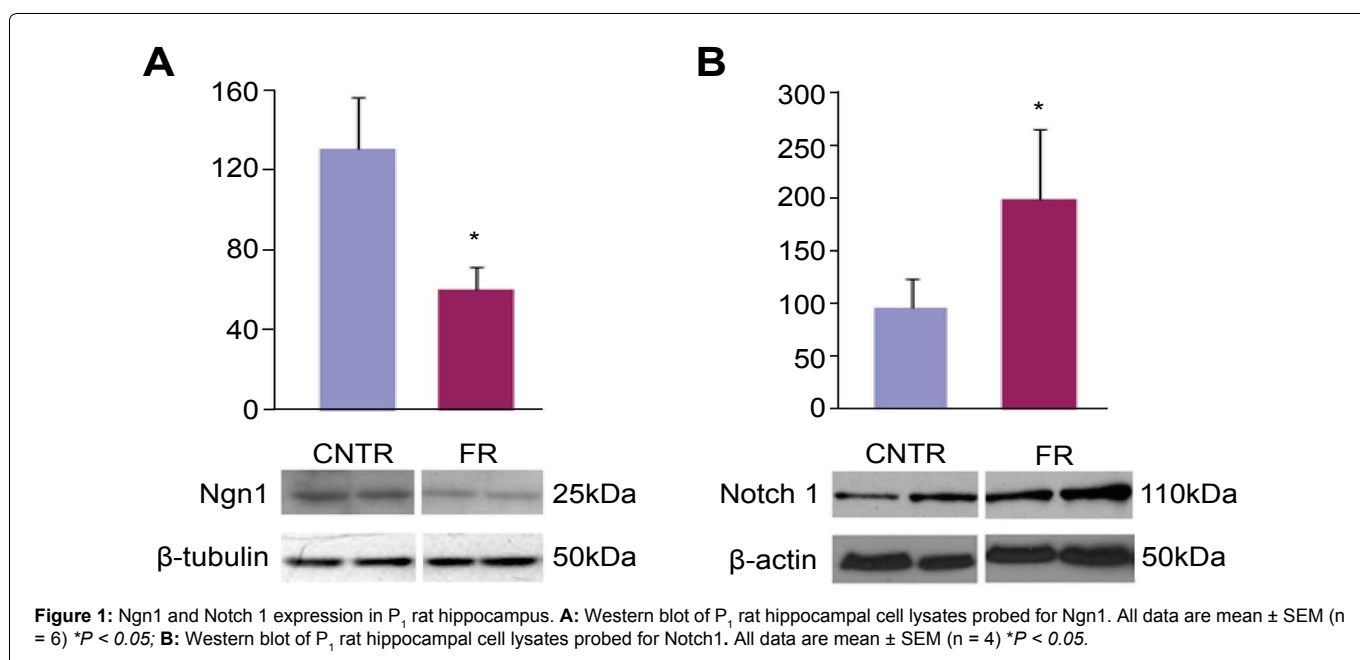 A
160
120
80
40
0
*
CNTR FR
Ngn1 25kDa
β-tubulin 50kDa
B
300
250
200
150
100
50
0
*
CNTR FR
Notch 1 110kDa
β-actin 50kDa
Figure 1: Ngn1 and Notch 1 expression in P₁ rat hippocampus. A: Western blot of P₁ rat hippocampal cell lysates probed for Ngn1. All data are mean ± SEM (n
= 6) *P < 0.05; B: Western blot of P₁ rat hippocampal cell lysates probed for Notch1. All data are mean ± SEM (n = 4) *P < 0.05.